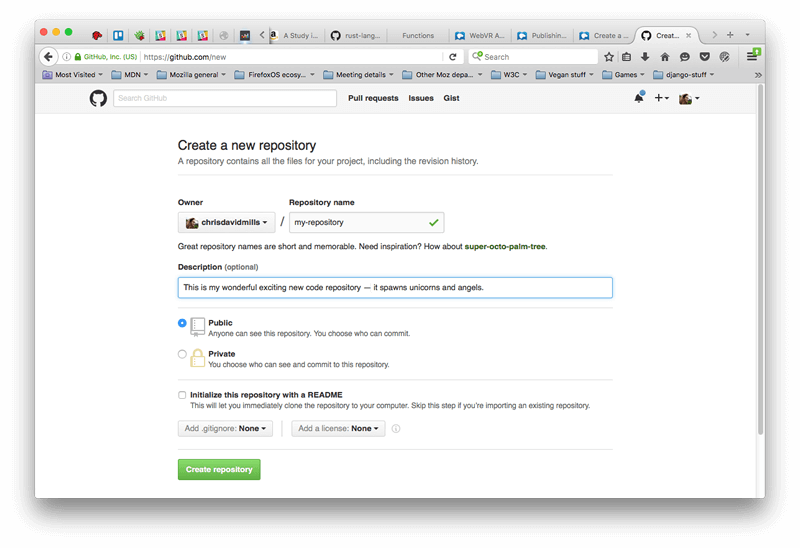 A Study i...
rust-lang...
Functions
WebVR A...
Publishin...
Create a ...
Creat...
GitHub, Inc. (US)
https://github.com/new
Search
Most Visited
MDN
Mozilla general
FirefoxOS ecosy...
Meeting details
Other Moz depa...
W3C
Vegan stuff
Games
django-stuff
Search GitHub
Pull requests
Issues
Gist
Create a new repository
A repository contains all the files for your project, including the revision history.
Owner
Repository name
chrisdavidmills
/
my-repository
Great repository names are short and memorable. Need inspiration? How about super-octo-palm-tree.
Description (optional)
This is my wonderful exciting new code repository — it spawns unicorns and angels.
Public
Anyone can see this repository. You choose who can commit.
Private
You choose who can see and commit to this repository.
Initialize this repository with a README
This will let you immediately clone the repository to your computer. Skip this step if you're importing an existing repository.
Add .gitignore: None
Add a license: None
Create repository